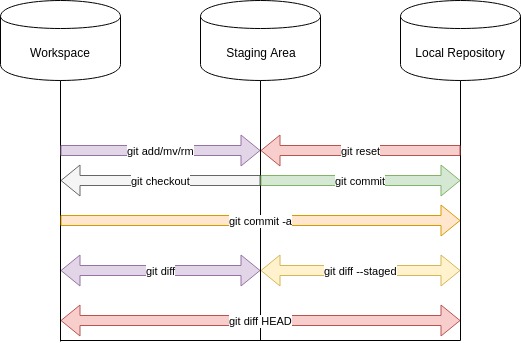 Workspace
Staging Area
Local Repository
git add/mv/rm
git reset
git checkout
git commit
git commit -a
git diff
git diff --staged
git diff HEAD